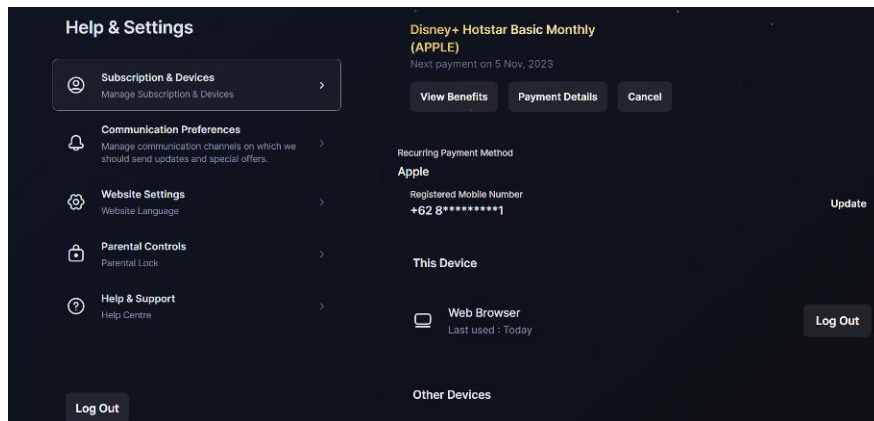 Help & Settings
Subscription & Devices
Manage Subscription & Devices
Communication Preferences
Manage communication channels on which we
should send updates and special offers.
Website Settings
Website Language
Parental Controls
Parental Lock
Help & Support
Help Centre
Log Out
Disney+ Hotstar Basic Monthly
(APPLE)
Next payment on 5 Nov, 2023
View Benefits
Payment Details
Cancel
Recurring Payment Method
Apple
Registered Mobile Number
+62 8*********1
Update
This Device
Web Browser
Last used : Today
Log Out
Other Devices